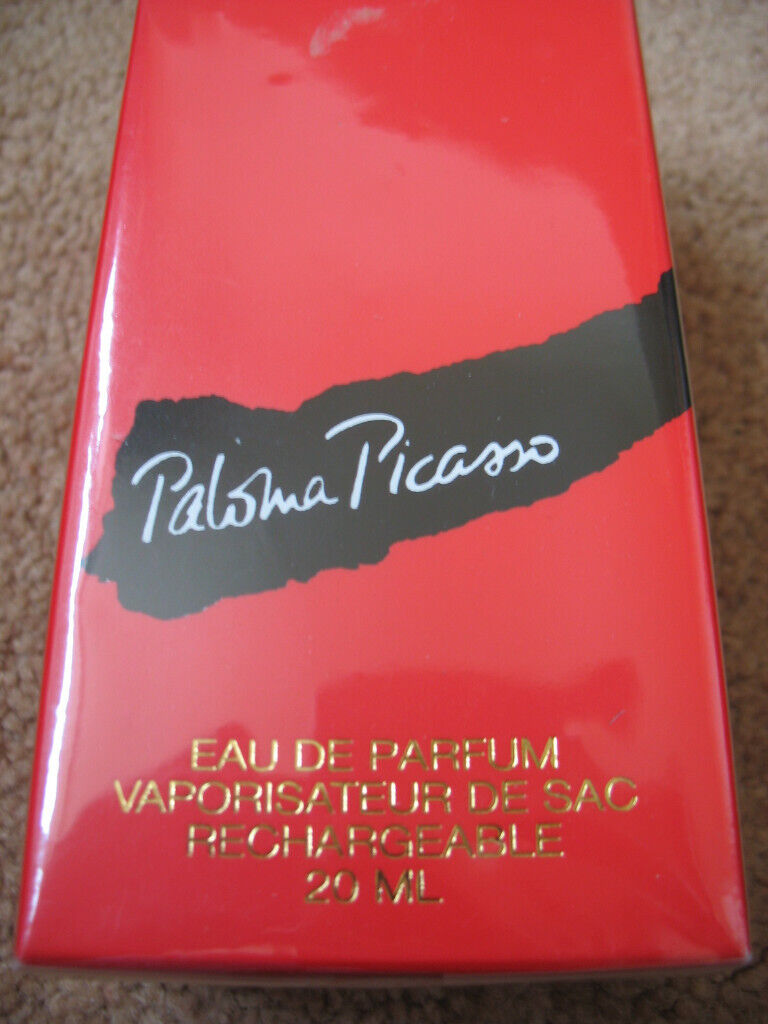 Paloma Picasso
EAU DE PARFUM
VAPORISATEUR DE SAC
RECHARGEABLE
20 ML